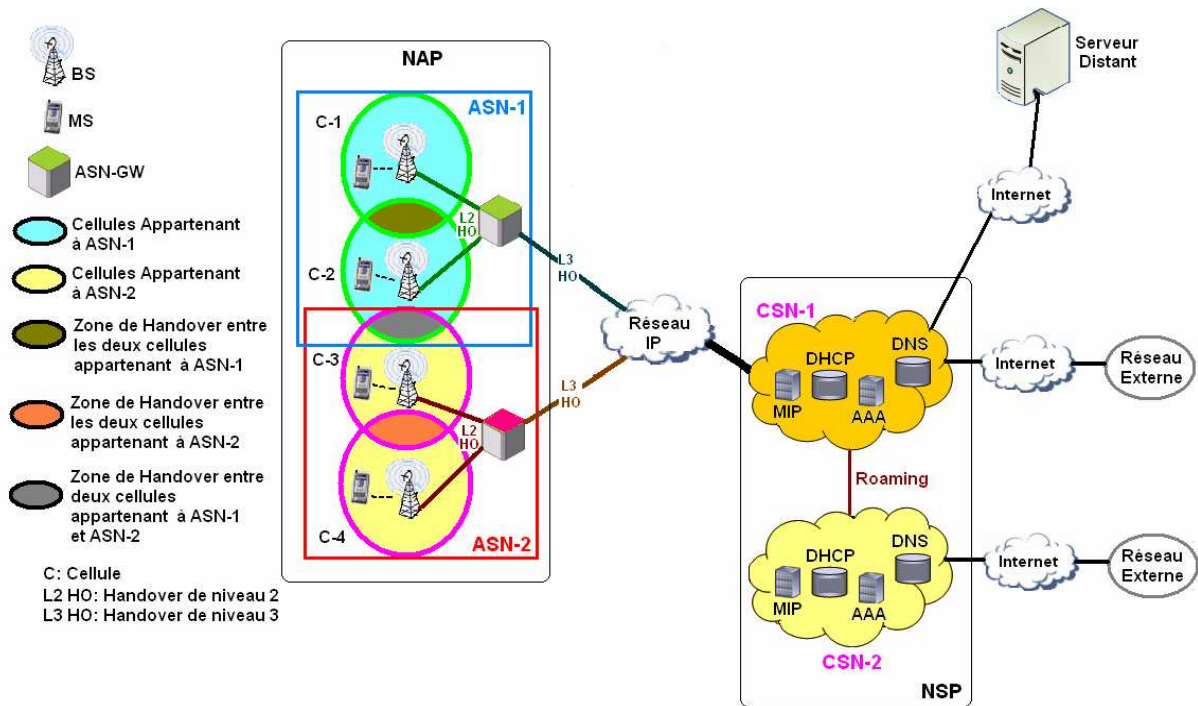 BS
MS
ASN-GW
Cellules Appartenant
à ASN-1
Cellules Appartenant
à ASN-2
Zone de Handover entre
les deux cellules
appartenant à ASN-1
Zone de Handover entre
les deux cellules
appartenant à ASN-2
Zone de Handover entre
deux cellules
appartenant à ASN-1
et ASN-2
C: Cellule
L2 HO: Handover de niveau 2
L3 HO: Handover de niveau 3
NAP
ASN-1
C-1
L2
HO
C-2
C-3
L2
HO
C-4
ASN-2
L3
HO
L3
HO
Réseau
IP
Serveur
Distant
Internet
CSN-1
DHCP
DNS
MIP
AAA
Internet
Réseau
Externe
Roaming
DHCP
DNS
MIP
AAA
CSN-2
Internet
Réseau
Externe
NSP